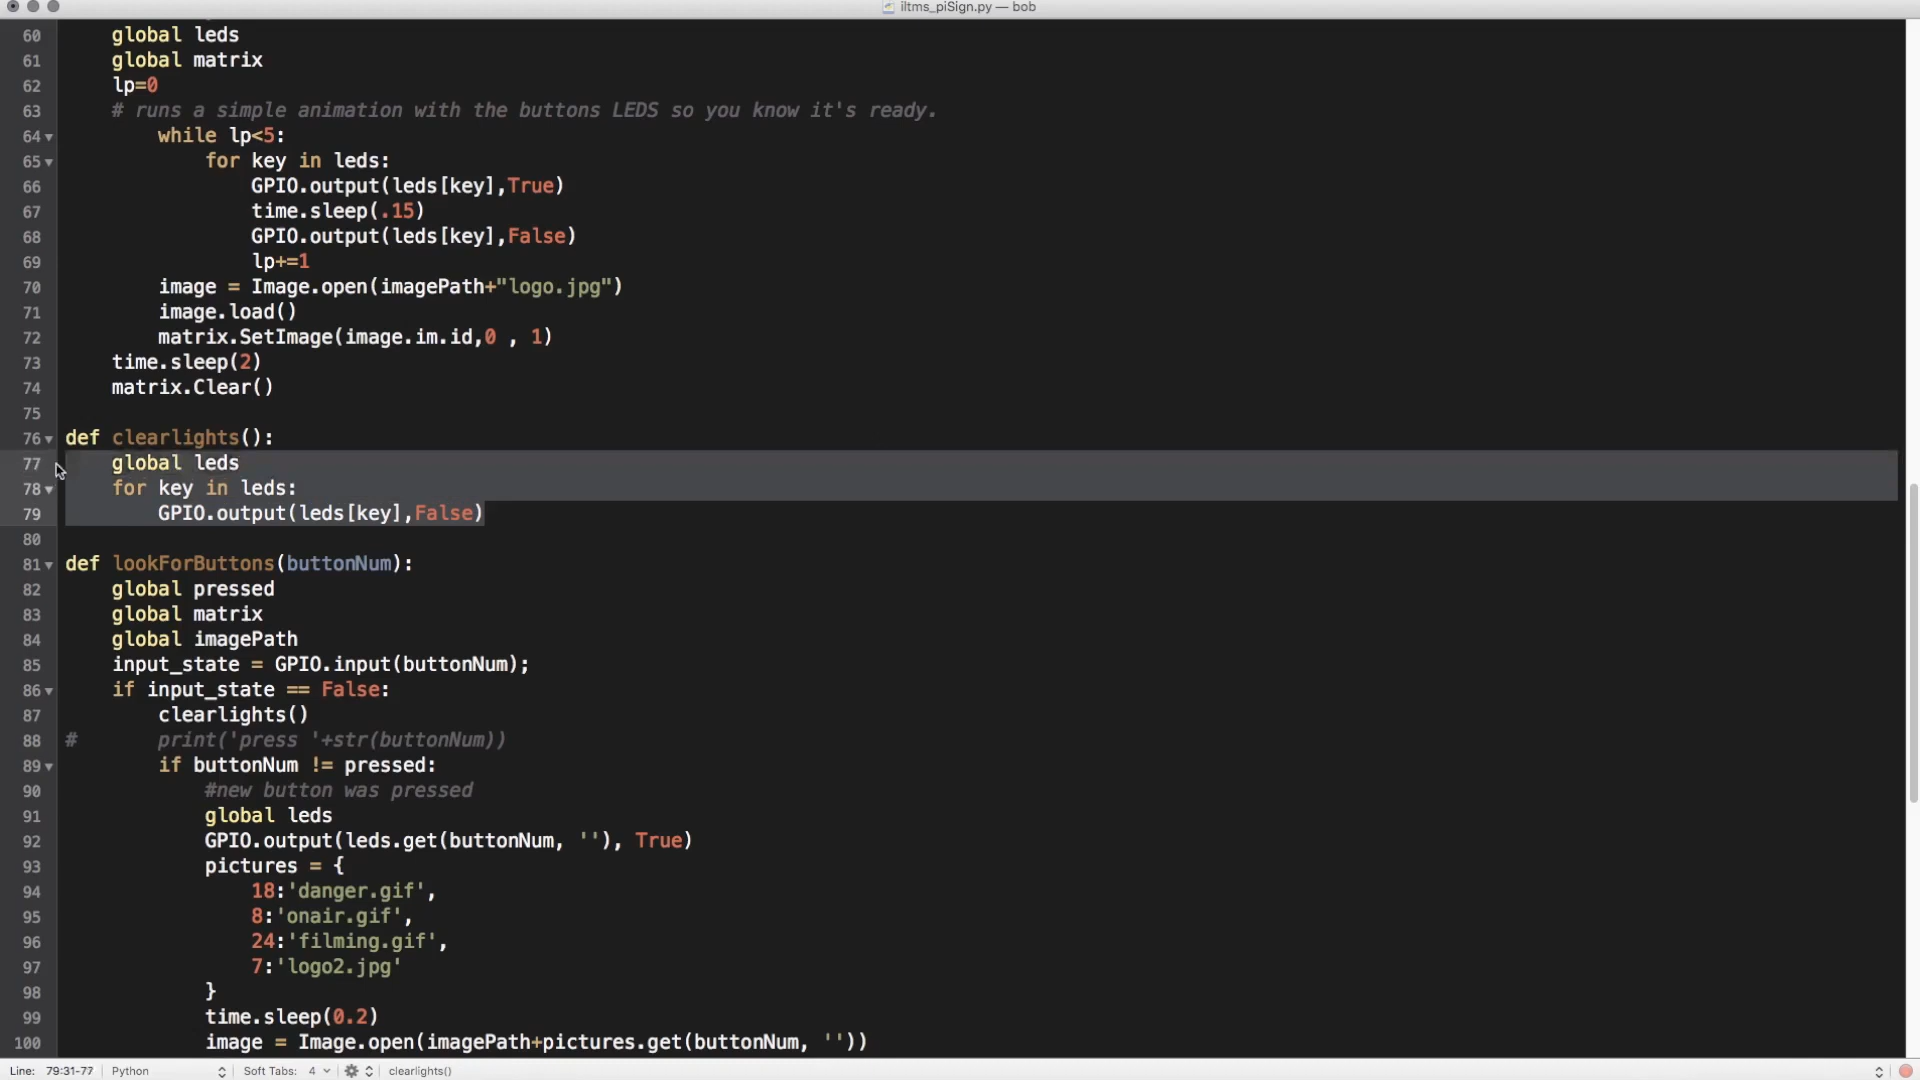 iltms_piSign.py — bob
60 global leds
61 global matrix
62 lp=0
63 # runs a simple animation with the buttons LEDS so you know it's ready.
64 while lp<5:
65 for key in leds:
66 GPIO.output(leds[key],True)
67 time.sleep(.15)
68 GPIO.output(leds[key],False)
69 lp+=1
70 image = Image.open(imagePath+"logo.jpg")
71 image.load()
72 matrix.SetImage(image.im.id,0 , 1)
73 time.sleep(2)
74 matrix.Clear()
75
76 def clearlights():
77 global leds
78 for key in leds:
79 GPIO.output(leds[key],False)
80
81 def lookForButtons(buttonNum):
82 global pressed
83 global matrix
84 global imagePath
85 input_state = GPIO.input(buttonNum);
86 if input_state == False:
87 clearlights()
88 # print('press '+str(buttonNum))
89 if buttonNum != pressed:
90 #new button was pressed
91 global leds
92 GPIO.output(leds.get(buttonNum, ''), True)
93 pictures = {
94 18:'danger.gif',
95 8:'onair.gif',
96 24:'filming.gif',
97 7:'logo2.jpg'
98 }
99 time.sleep(0.2)
100 image = Image.open(imagePath+pictures.get(buttonNum, ''))
Line: 79:31-77 Python Soft Tabs: 4 clearlights()